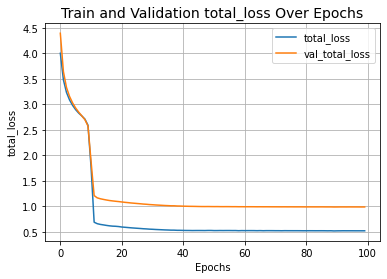 Train and Validation total_loss Over Epochs
total_loss
val_total_loss
4.5
4.0
3.5
3.0
2.5
2.0
1.5
1.0
0.5
total_loss
0 20 40 60 80 100
Epochs